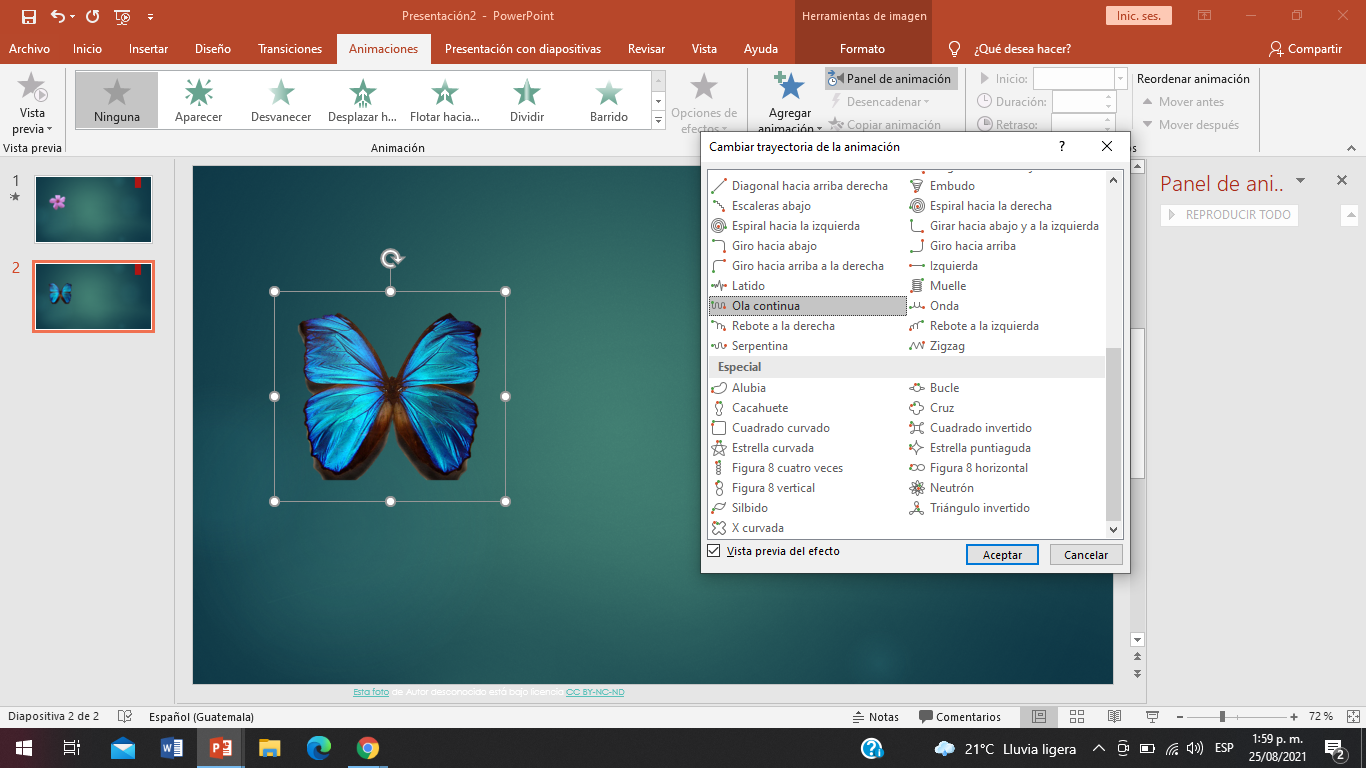 Presentación2 - PowerPoint
Herramientas de imagen
Inic. ses.
Archivo Inicio Insertar Diseño Transiciones Animaciones Presentación con diapositivas Revisar Vista Ayuda Formato ¿Qué desea hacer? Compartir
Vista previa
Ninguna Aparecer Desvanecer Desplazar h... Flotar hacia... Dividir Barrido
Opciones de efectos
Agregar animación
Panel de animación
Desencadenar
Copiar animación
Inicio:
Duración:
Retraso:
Reordenar animación
Mover antes
Mover después
Vista previa
Animación
os
Cambiar trayectoria de la animación ?
Diagonal hacia arriba derecha Embudo
Escaleras abajo Espiral hacia la derecha
Espiral hacia la izquierda Girar hacia abajo y a la izquierda
Giro hacia abajo Giro hacia arriba
Giro hacia arriba a la derecha Izquierda
Latido Muelle
Ola continua Onda
Rebote a la derecha Rebote a la izquierda
Serpentina Zigzag
Especial
Alubia Bucle
Cacahuete Cruz
Cuadrado curvado Cuadrado invertido
Estrella curvada Estrella puntiaguda
Figura 8 cuatro veces Figura 8 horizontal
Figura 8 vertical Neutrón
Silbido Triángulo invertido
X curvada
Vista previa del efecto
Aceptar Cancelar
Panel de ani..
REPRODUCIR TODO
1
2
Esta foto de Autor desconocido está bajo licencia CC BY-NC-ND
Diapositiva 2 de 2 Español (Guatemala) Notas Comentarios 72 %
21°C Lluvia ligera ESP 1:59 p. m.
25/08/2021
2